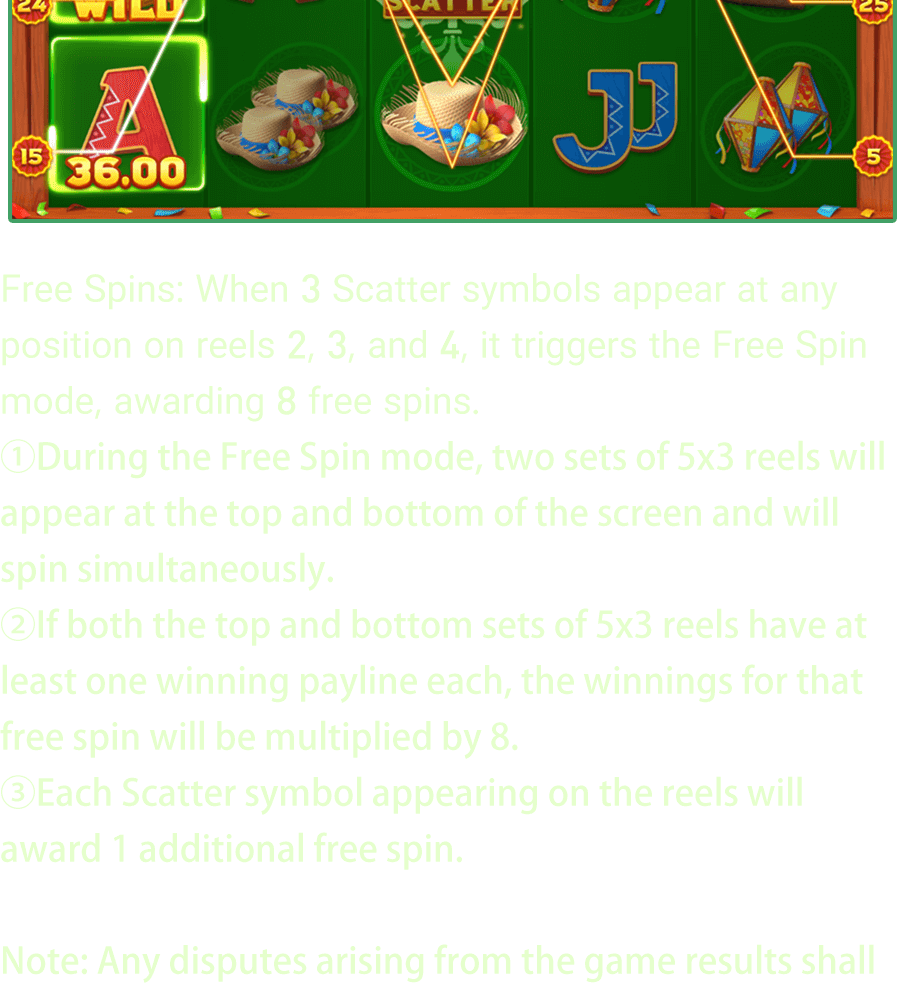 24 WILD SCATTER 25
A J J
15 36.00 5
Free Spins: When 3 Scatter symbols appear at any
position on reels 2, 3, and 4, it triggers the Free Spin
mode, awarding 8 free spins.
①During the Free Spin mode, two sets of 5x3 reels will
appear at the top and bottom of the screen and will
spin simultaneously.
②If both the top and bottom sets of 5x3 reels have at
least one winning payline each, the winnings for that
free spin will be multiplied by 8.
③Each Scatter symbol appearing on the reels will
award 1 additional free spin.
Note: Any disputes arising from the game results shall